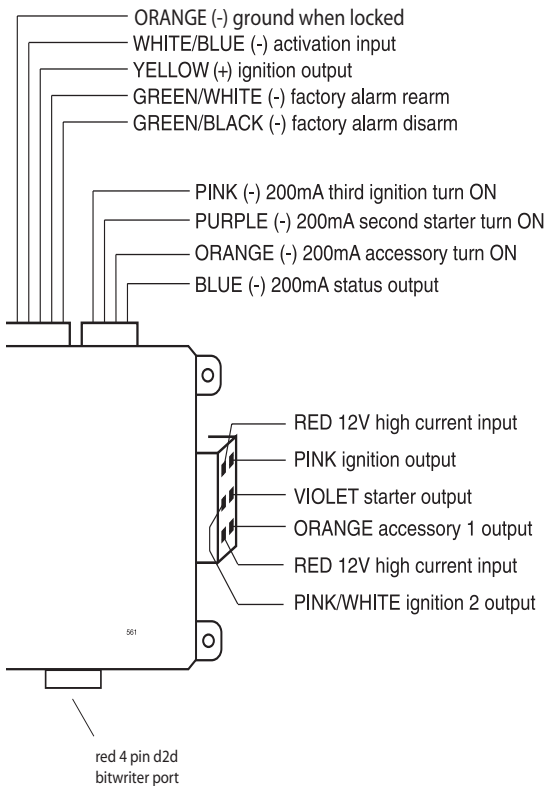 ORANGE (-) ground when locked
WHITE/BLUE (-) activation input
YELLOW (+) ignition output
GREEN/WHITE (-) factory alarm rearm
GREEN/BLACK (-) factory alarm disarm
PINK (-) 200mA third ignition turn ON
PURPLE (-) 200mA second starter turn ON
ORANGE (-) 200mA accessory turn ON
BLUE (-) 200mA status output
RED 12V high current input
PINK ignition output
VIOLET starter output
ORANGE accessory 1 output
RED 12V high current input
PINK/WHITE ignition 2 output
561
red 4 pin d2d
bitwriter port